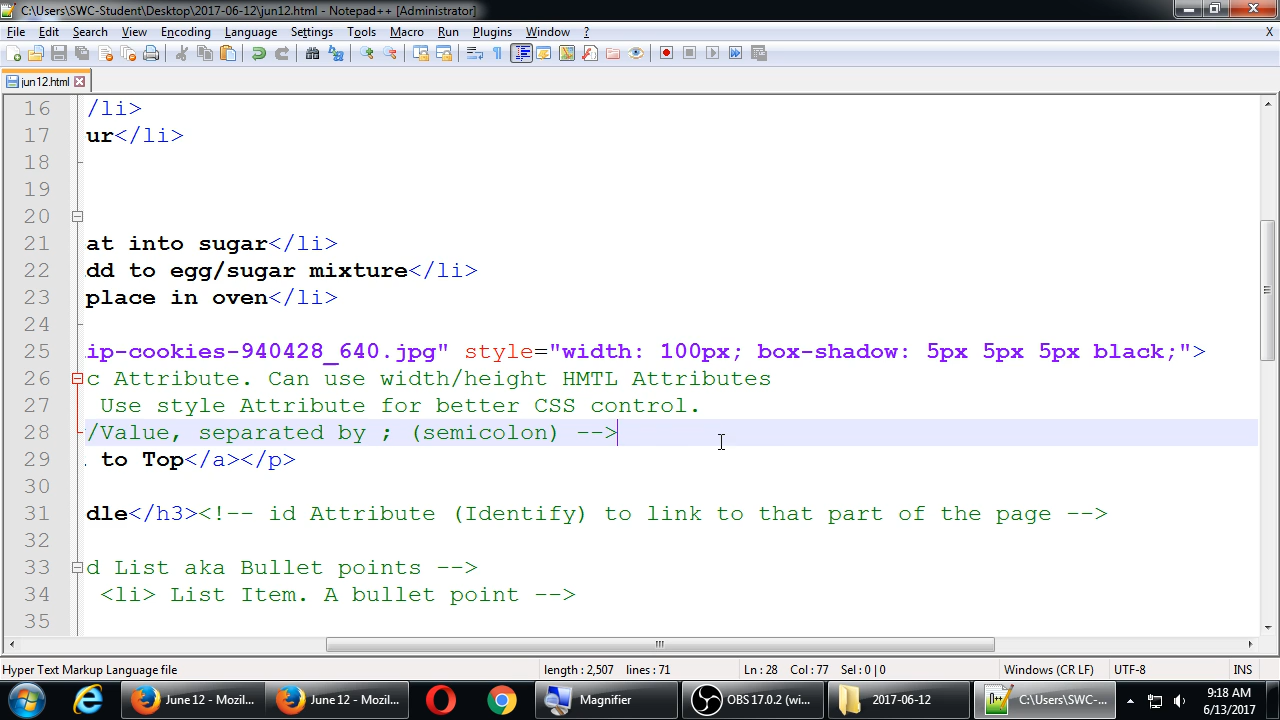 C:\Users\SWC-Student\Desktop\2017-06-12\jun12.html - Notepad++ [Administrator]
File Edit Search View Encoding Language Settings Tools Macro Run Plugins Window ? X
jun12.html
16 /li>
17 ur</li>
18
19
20
21 at into sugar</li>
22 dd to egg/sugar mixture</li>
23 place in oven</li>
24
25 ip-cookies-940428_640.jpg" style="width: 100px; box-shadow: 5px 5px 5px black;">
26 c Attribute. Can use width/height HMTL Attributes
27 Use style Attribute for better CSS control.
28 /Value, separated by ; (semicolon) -->
29 to Top</a></p>
30
31 dle</h3><!-- id Attribute (Identify) to link to that part of the page -->
32
33 d List aka Bullet points -->
34 <li> List Item. A bullet point -->
35
Hyper Text Markup Language file length : 2,507 lines : 71 Ln : 28 Col : 77 Sel : 0 | 0 Windows (CR LF) UTF-8 INS
June 12 - Mozil... June 12 - Mozil... Magnifier OBS 17.0.2 (wi... 2017-06-12 C:\Users\SWC-... 9:18 AM
6/13/2017